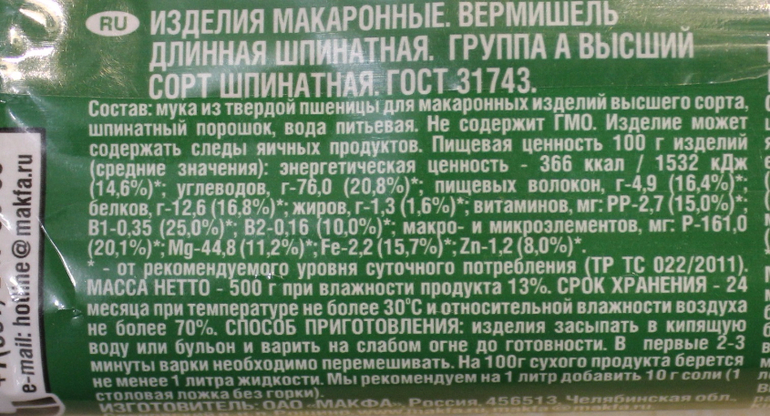 RU ИЗДЕЛИЯ МАКАРОННЫЕ. ВЕРМИШЕЛЬ
ДЛИННАЯ ШПИНАТНАЯ. ГРУППА А ВЫСШИЙ
СОРТ ШПИНАТНАЯ. ГОСТ 31743.
Состав: мука из твердой пшеницы для макаронных изделий высшего сорта,
шпинатный порошок, вода питьевая. Не содержит ГМО. Изделие может
содержать следы яичных продуктов. Пищевая ценность 100 г изделий
(средние значения): энергетическая ценность - 366 ккал / 1532 кДж
(14,6%)*; углеводов, г-76,0 (20,8%)*; пищевых волокон, г-4,9 (16,4%)*;
белков, г-12,6 (16,8%)*; жиров, г-1,3 (1,6%)*; витаминов, мг: PP-2,7 (15,0%)*;
B1-0,35 (25,0%)*; B2-0,16 (10,0%)*; макро- и микроэлементов, мг: P-161,0
(20,1%)*; Mg-44,8 (11,2%)*; Fe-2,2 (15,7%)*; Zn-1,2 (8,0%)*.
* - от рекомендуемого уровня суточного потребления (ТР ТС 022/2011).
МАССА НЕТТО - 500 г при влажности продукта 13%. СРОК ХРАНЕНИЯ - 24
месяца при температуре не более 30°С и относительной влажности воздуха
не более 70%. СПОСОБ ПРИГОТОВЛЕНИЯ: изделия засыпать в кипящую
воду или бульон и варить на слабом огне до готовности. В первые 2-3
минуты варки необходимо перемешивать. На 100г сухого продукта берется
не менее 1 литра жидкости. Мы рекомендуем на 1 литр добавить 10 г соли (1
столовая ложка без горки).
ИЗГОТОВИТЕЛЬ: ОАО «МАКФА», Россия, 456513, Челябинская обл.,
e-mail: hotline@makfa.ru